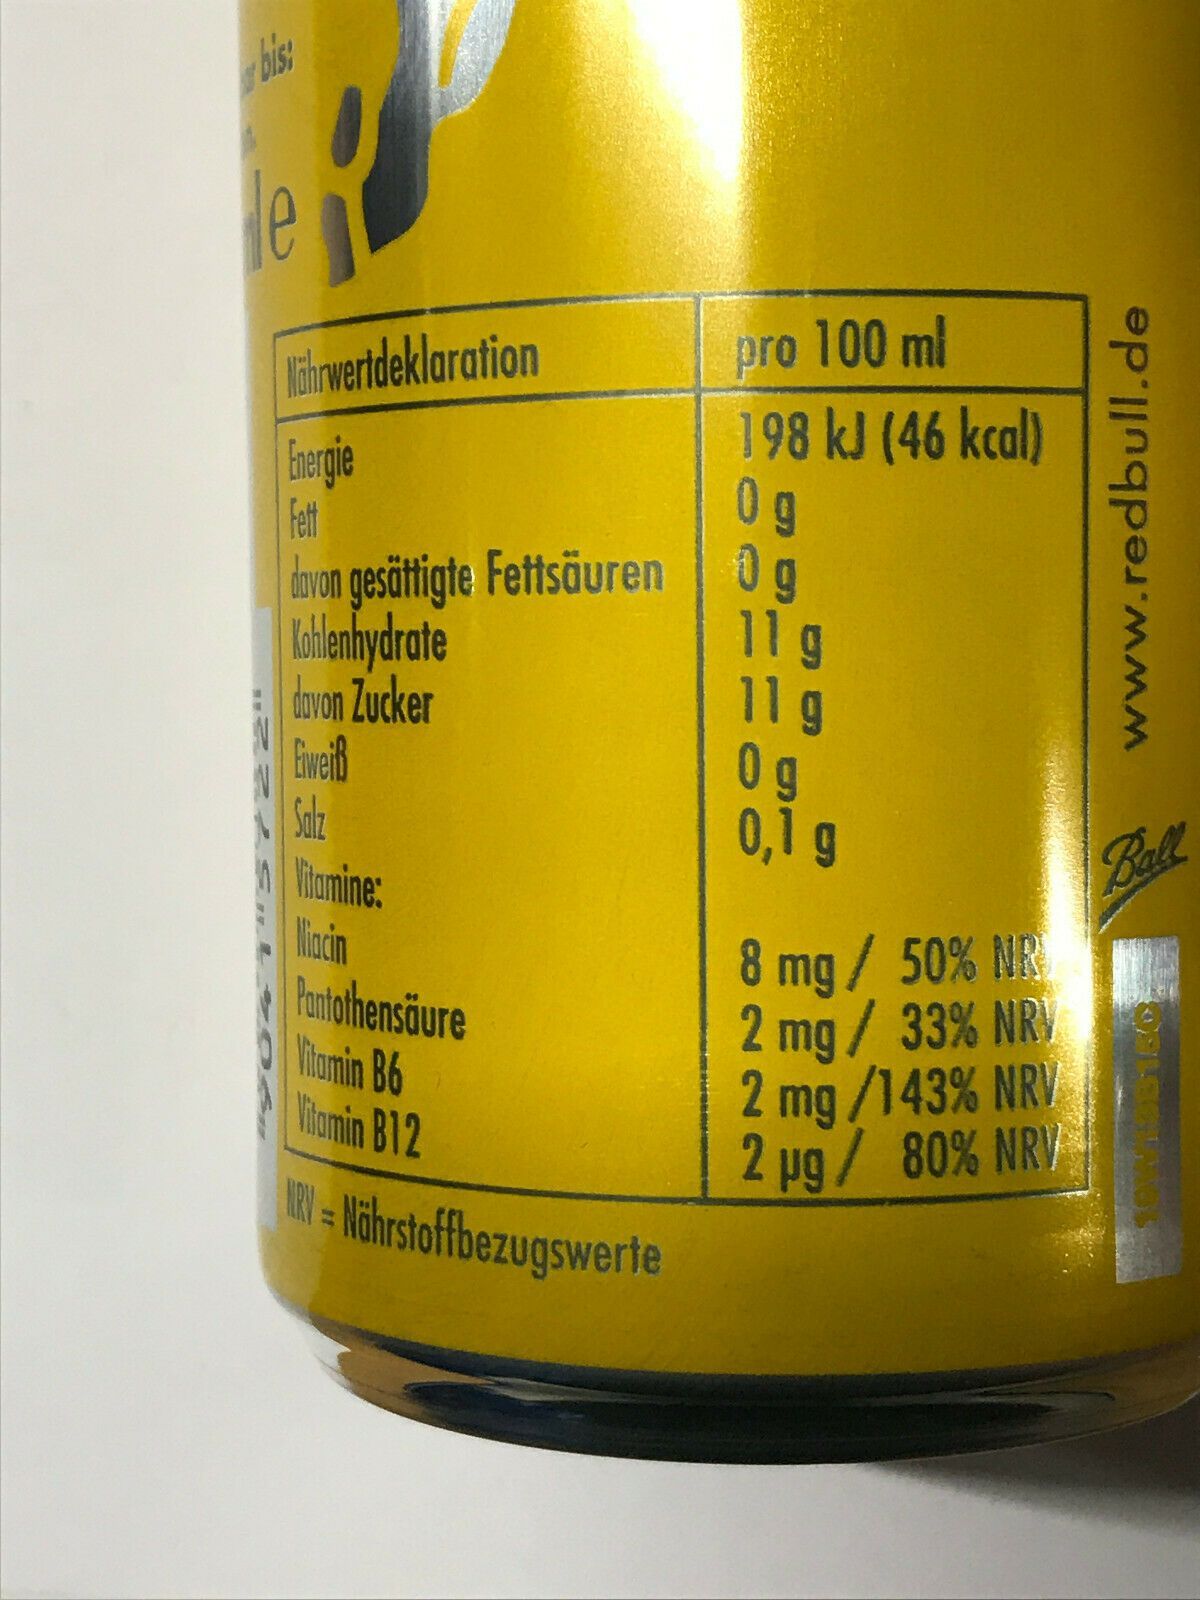 bis:
e
Nährwertdeklaration pro 100 ml
Energie 198 kJ (46 kcal)
Fett 0 g
davon gesättigte Fettsäuren 0 g
Kohlenhydrate 11 g
davon Zucker 11 g
Eiweiß 0 g
Salz 0,1 g
Vitamine:
Niacin 8 mg / 50% NRV
Pantothensäure 2 mg / 33% NRV
Vitamin B6 2 mg /143% NRV
Vitamin B12 2 µg / 80% NRV
NRV = Nährstoffbezugswerte
www.redbull.de
Ball